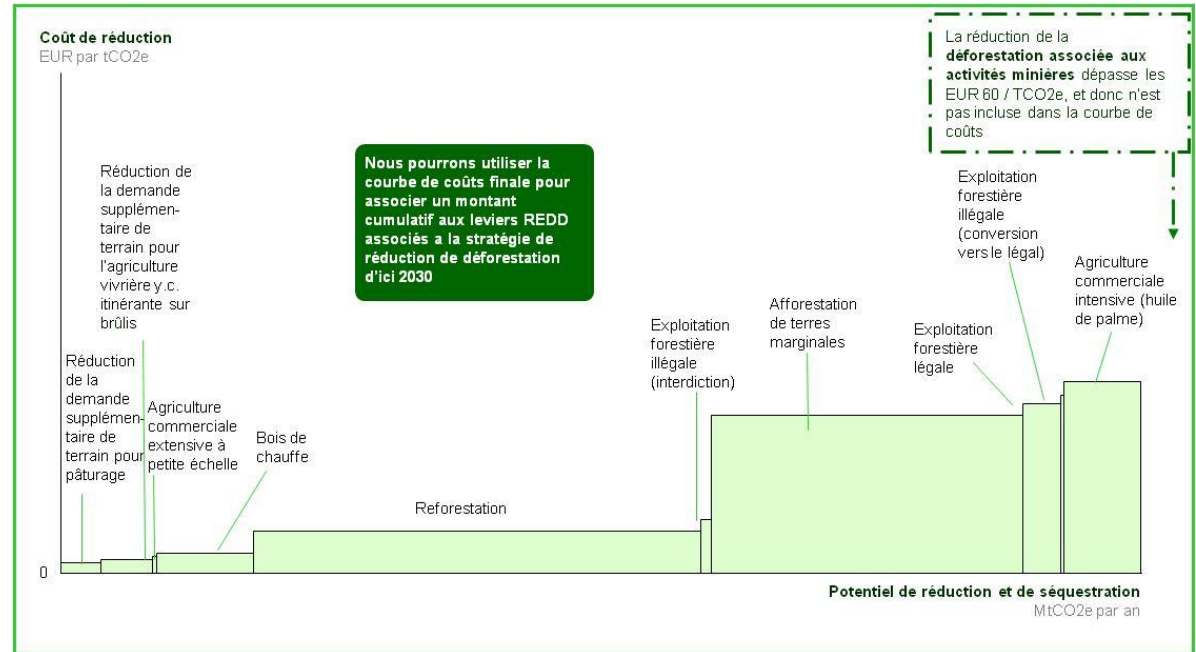 Coût de réduction
EUR par tCO2e
La réduction de la
déforestation associée aux
activités minières dépasse les
EUR 60 / TCO2e, et donc n'est
pas incluse dans la courbe de
coûts
Nous pourrons utiliser la
courbe de coûts finale pour
associer un montant
cumulatif aux leviers REDD
associés a la stratégie de
réduction de déforestation
d'ici 2030
Réduction
de la
demande
supplémen-
taire de
terrain pour
pâturage
Réduction de
la demande
supplémen-
taire de
terrain pour
l'agriculture
vivrière y.c.
itinérante sur
brûlis
Agriculture
commerciale
extensive à
petite échelle
Bois de
chauffe
Reforestation
Exploitation
forestière
illégale
(interdiction)
Afforestation
de terres
marginales
Exploitation
forestière
légale
Exploitation
forestière
illégale
(conversion
vers le légal)
Agriculture
commerciale
intensive (huile
de palme)
0
Potentiel de réduction et de séquestration
MtCO2e par an